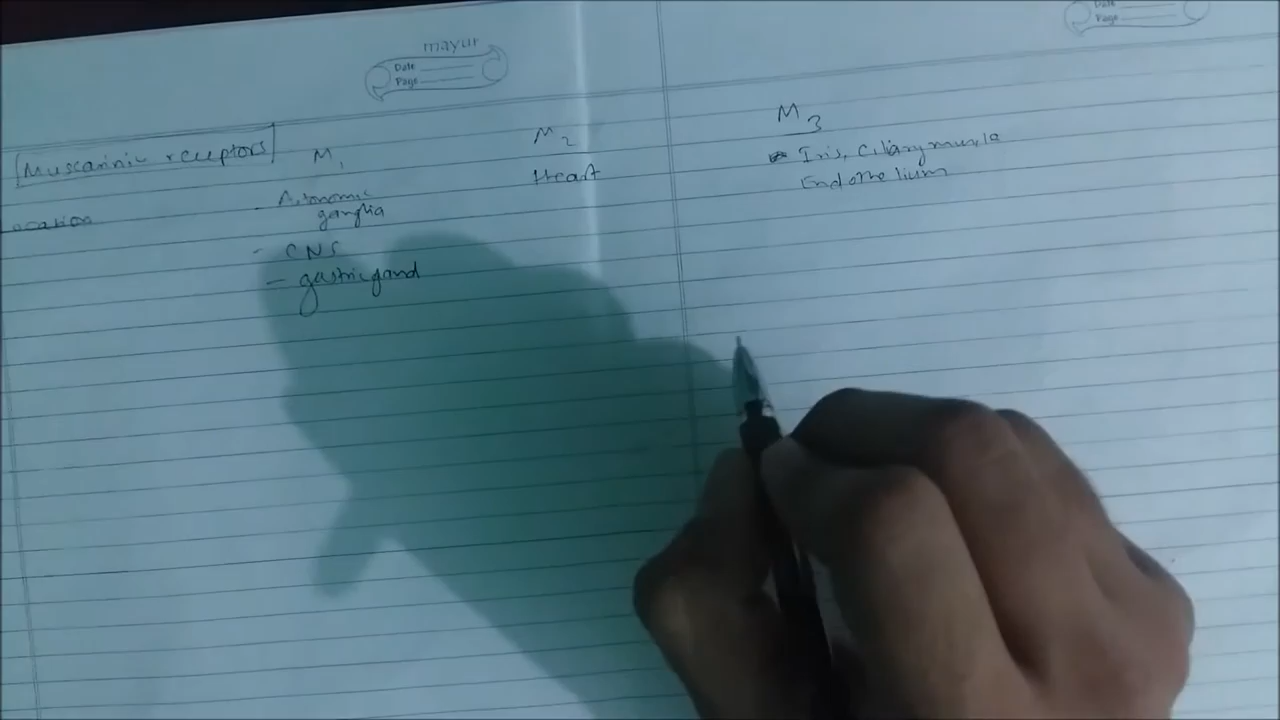 mayur
Date
Page
Date
Page
Muscarinic receptors
M1
M2
M3
ocation
Autonomic
ganglia
- CNS
- gastric gland
Heart
Iris, Ciliary muscle
Endothelium